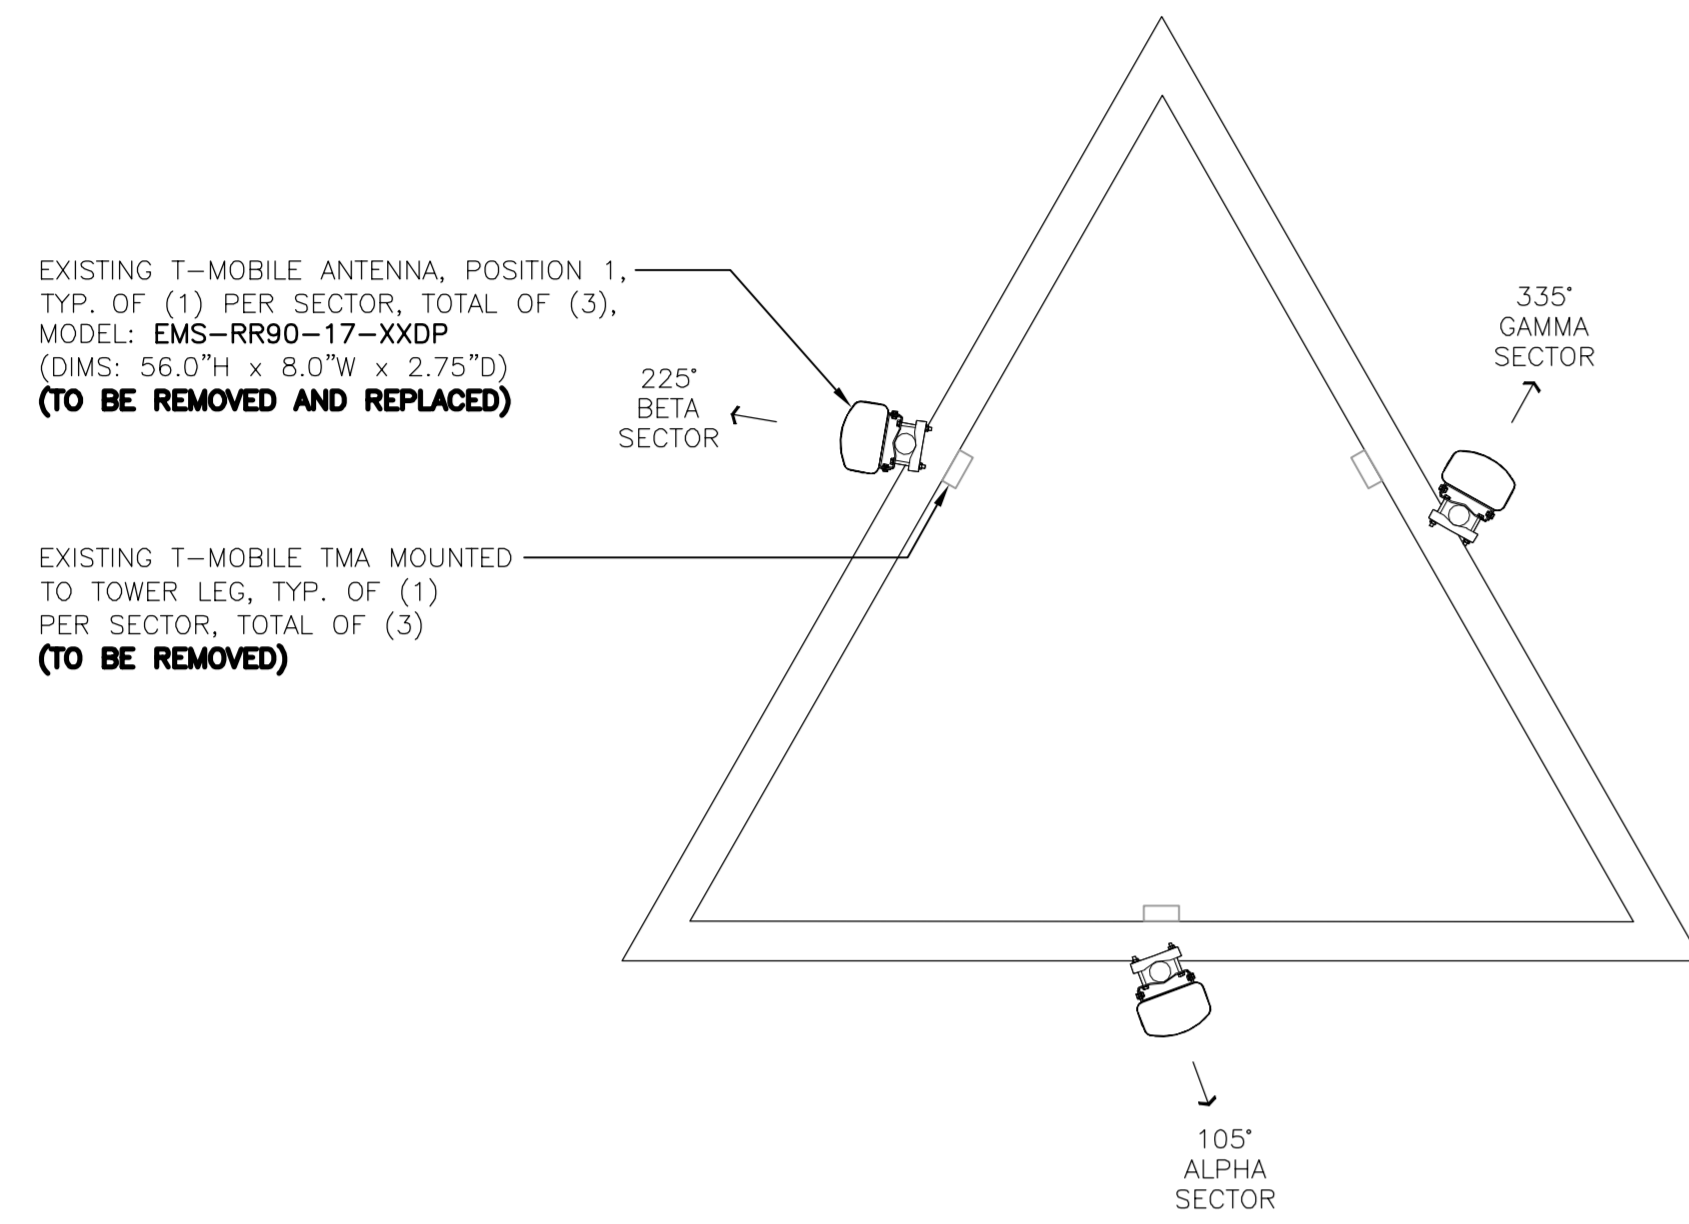 EXISTING T-MOBILE ANTENNA, POSITION 1,
TYP. OF (1) PER SECTOR, TOTAL OF (3),
MODEL: EMS-RR90-17-XXDP
(DIMS: 56.0"H x 8.0"W x 2.75"D)
(TO BE REMOVED AND REPLACED)
225°
BETA
SECTOR
335°
GAMMA
SECTOR
EXISTING T-MOBILE TMA MOUNTED
TO TOWER LEG, TYP. OF (1)
PER SECTOR, TOTAL OF (3)
(TO BE REMOVED)
105°
ALPHA
SECTOR